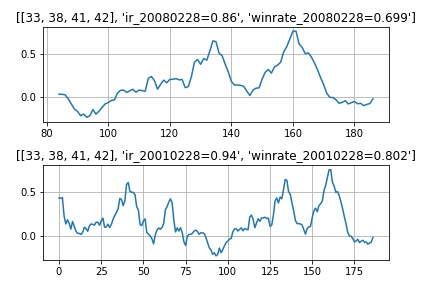 [[33, 38, 41, 42], 'ir_20080228=0.86', 'winrate_20080228=0.699']
0.5
0.0
80 100 120 140 160 180
[[33, 38, 41, 42], 'ir_20010228=0.94', 'winrate_20010228=0.802']
0.5
0.0
0 25 50 75 100 125 150 175